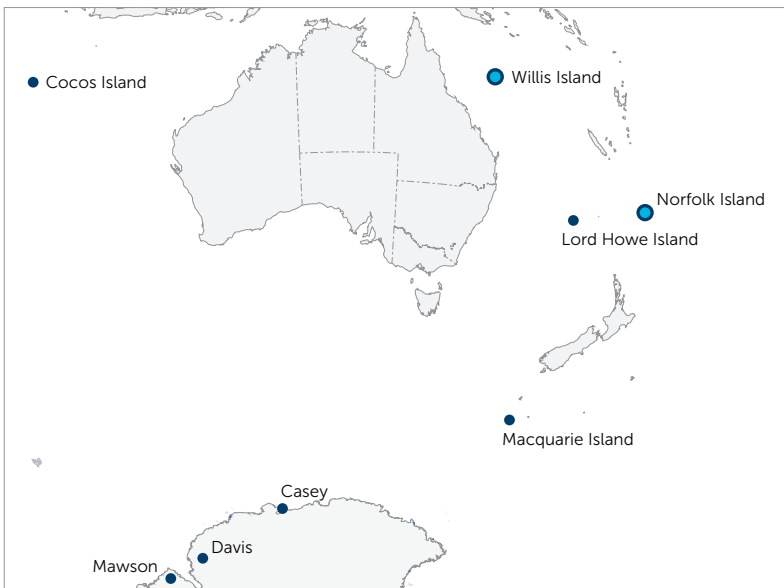 Cocos Island
Willis Island
Norfolk Island
Lord Howe Island
Macquarie Island
Casey
Davis
Mawson